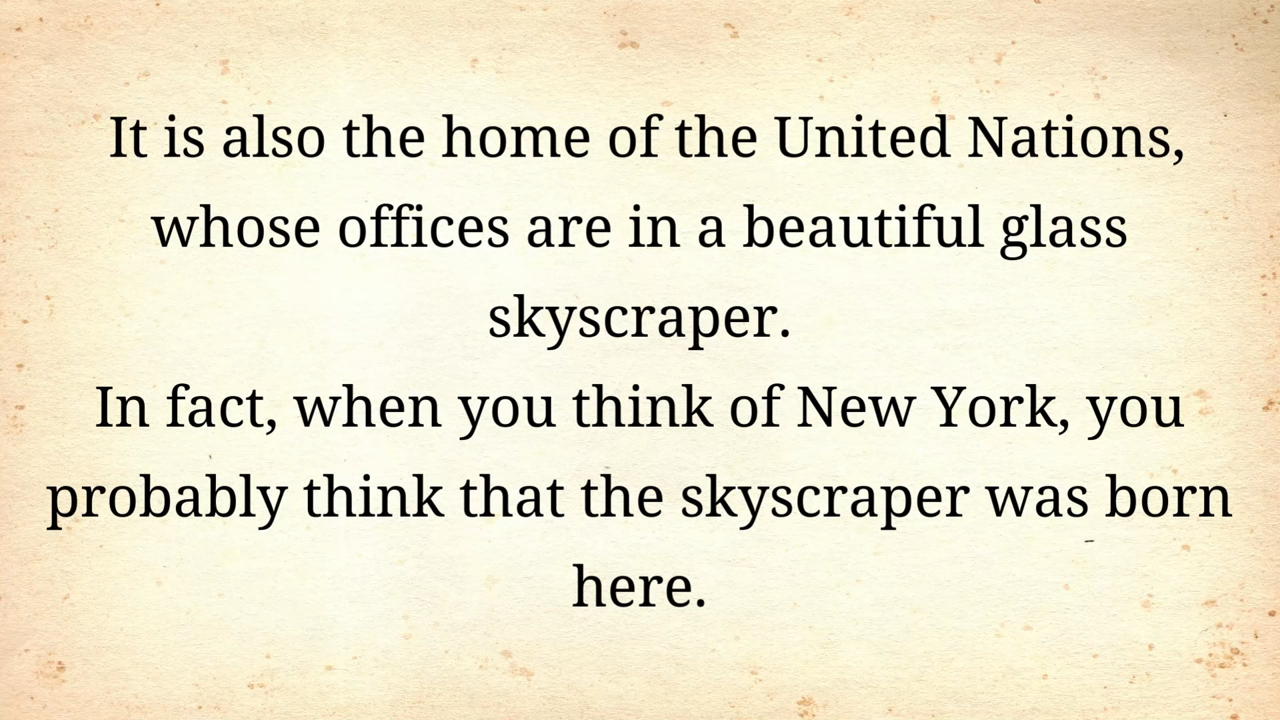 It is also the home of the United Nations,
whose offices are in a beautiful glass
skyscraper.
In fact, when you think of New York, you
probably think that the skyscraper was born
here.